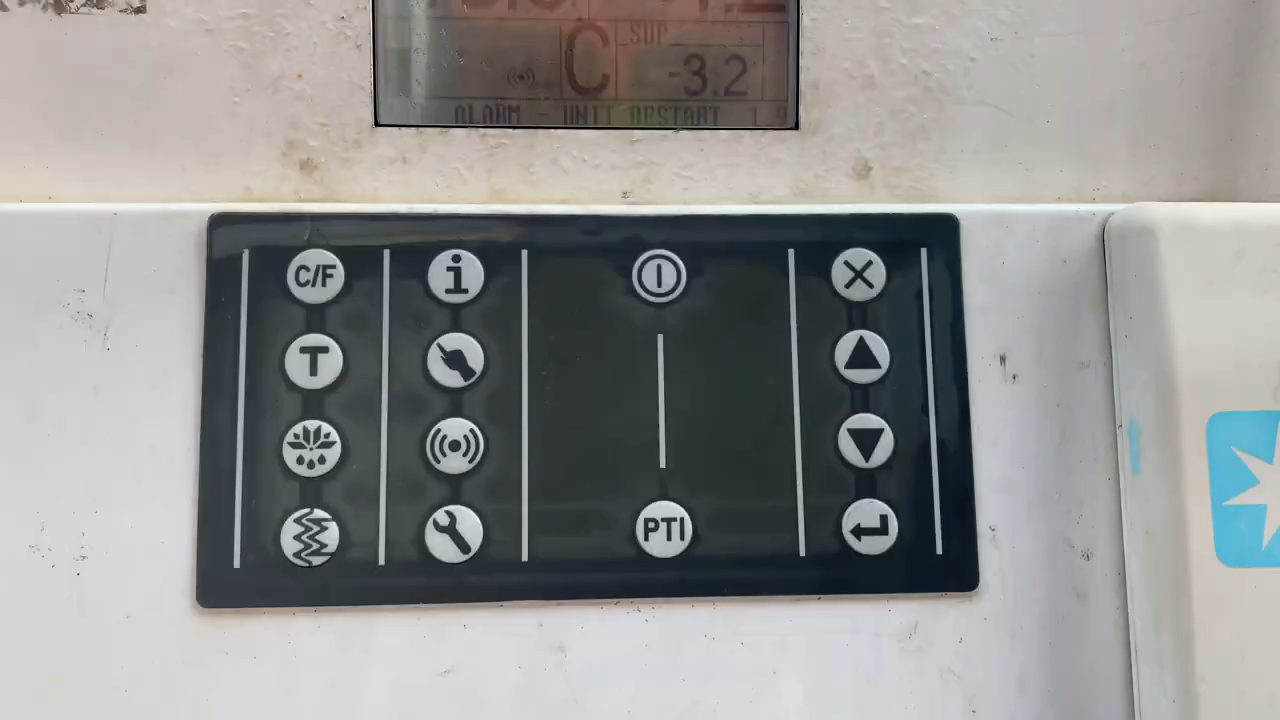 C
SUP
-3.2
ALARM - UNIT RESTART
C/F
i
T
PTI